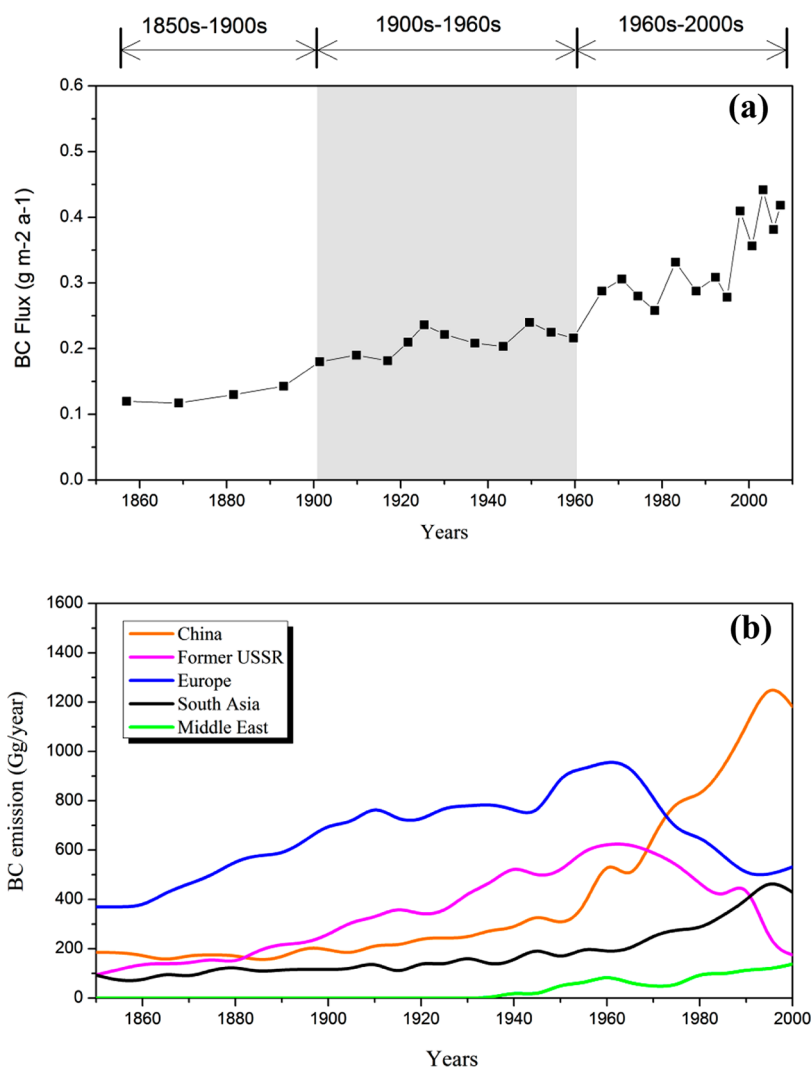 1850s-1900s 1900s-1960s 1960s-2000s
(a)
0.6
0.5
0.4
0.3
0.2
0.1
0.0
BC Flux (g m-2 a-1)
1860 1880 1900 1920 1940 1960 1980 2000
Years
(b)
1600
1400
1200
1000
800
600
400
200
0
BC emission (Gg/year)
China
Former USSR
Europe
South Asia
Middle East
1860 1880 1900 1920 1940 1960 1980 2000
Years